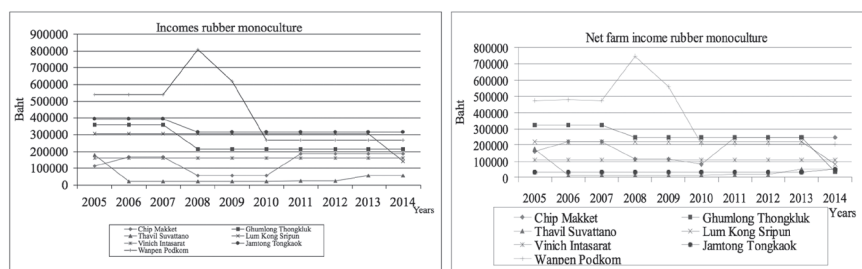 Incomes rubber monoculture
Baht
900000
800000
700000
600000
500000
400000
300000
200000
100000
0
2005 2006 2007 2008 2009 2010 2011 2012 2013 2014
Years
Chip Makket Ghumlong Thongkluk
Thavil Suvattano Lum Kong Sripun
Vinich Intasarat Jamtong Tongkaok
Wanpen Podkom
Net farm income rubber monoculture
Baht
800000
700000
600000
500000
400000
300000
200000
100000
0
2005 2006 2007 2008 2009 2010 2011 2012 2013 2014
Years
Chip Makket Ghumlong Thongkluk
Thavil Suvattano Lum Kong Sripun
Vinich Intasarat Jamtong Tongkaok
Wanpen Podkom